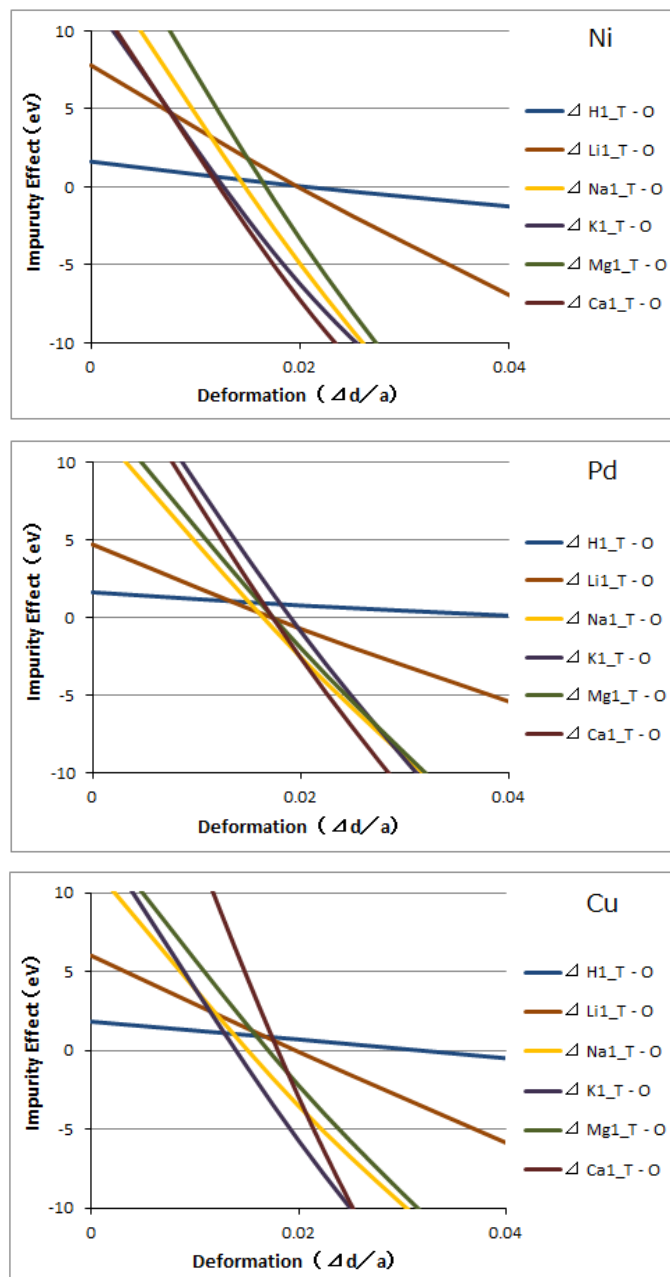 Ni
10
5
0
-5
-10
Impuruty Effect (eV)
0
0.02
0.04
Deformation (⊿d/a)
⊿ H1_T - O
⊿ Li1_T - O
⊿ Na1_T - O
⊿ K1_T - O
⊿ Mg1_T - O
⊿ Ca1_T - O
Pd
10
5
0
-5
-10
Impurity Effect (eV)
0
0.02
0.04
Deformation (⊿d/a)
⊿ H1_T - O
⊿ Li1_T - O
⊿ Na1_T - O
⊿ K1_T - O
⊿ Mg1_T - O
⊿ Ca1_T - O
Cu
10
5
0
-5
-10
Impurity Effect (eV)
0
0.02
0.04
Deformation (⊿d/a)
⊿ H1_T - O
⊿ Li1_T - O
⊿ Na1_T - O
⊿ K1_T - O
⊿ Mg1_T - O
⊿ Ca1_T - O